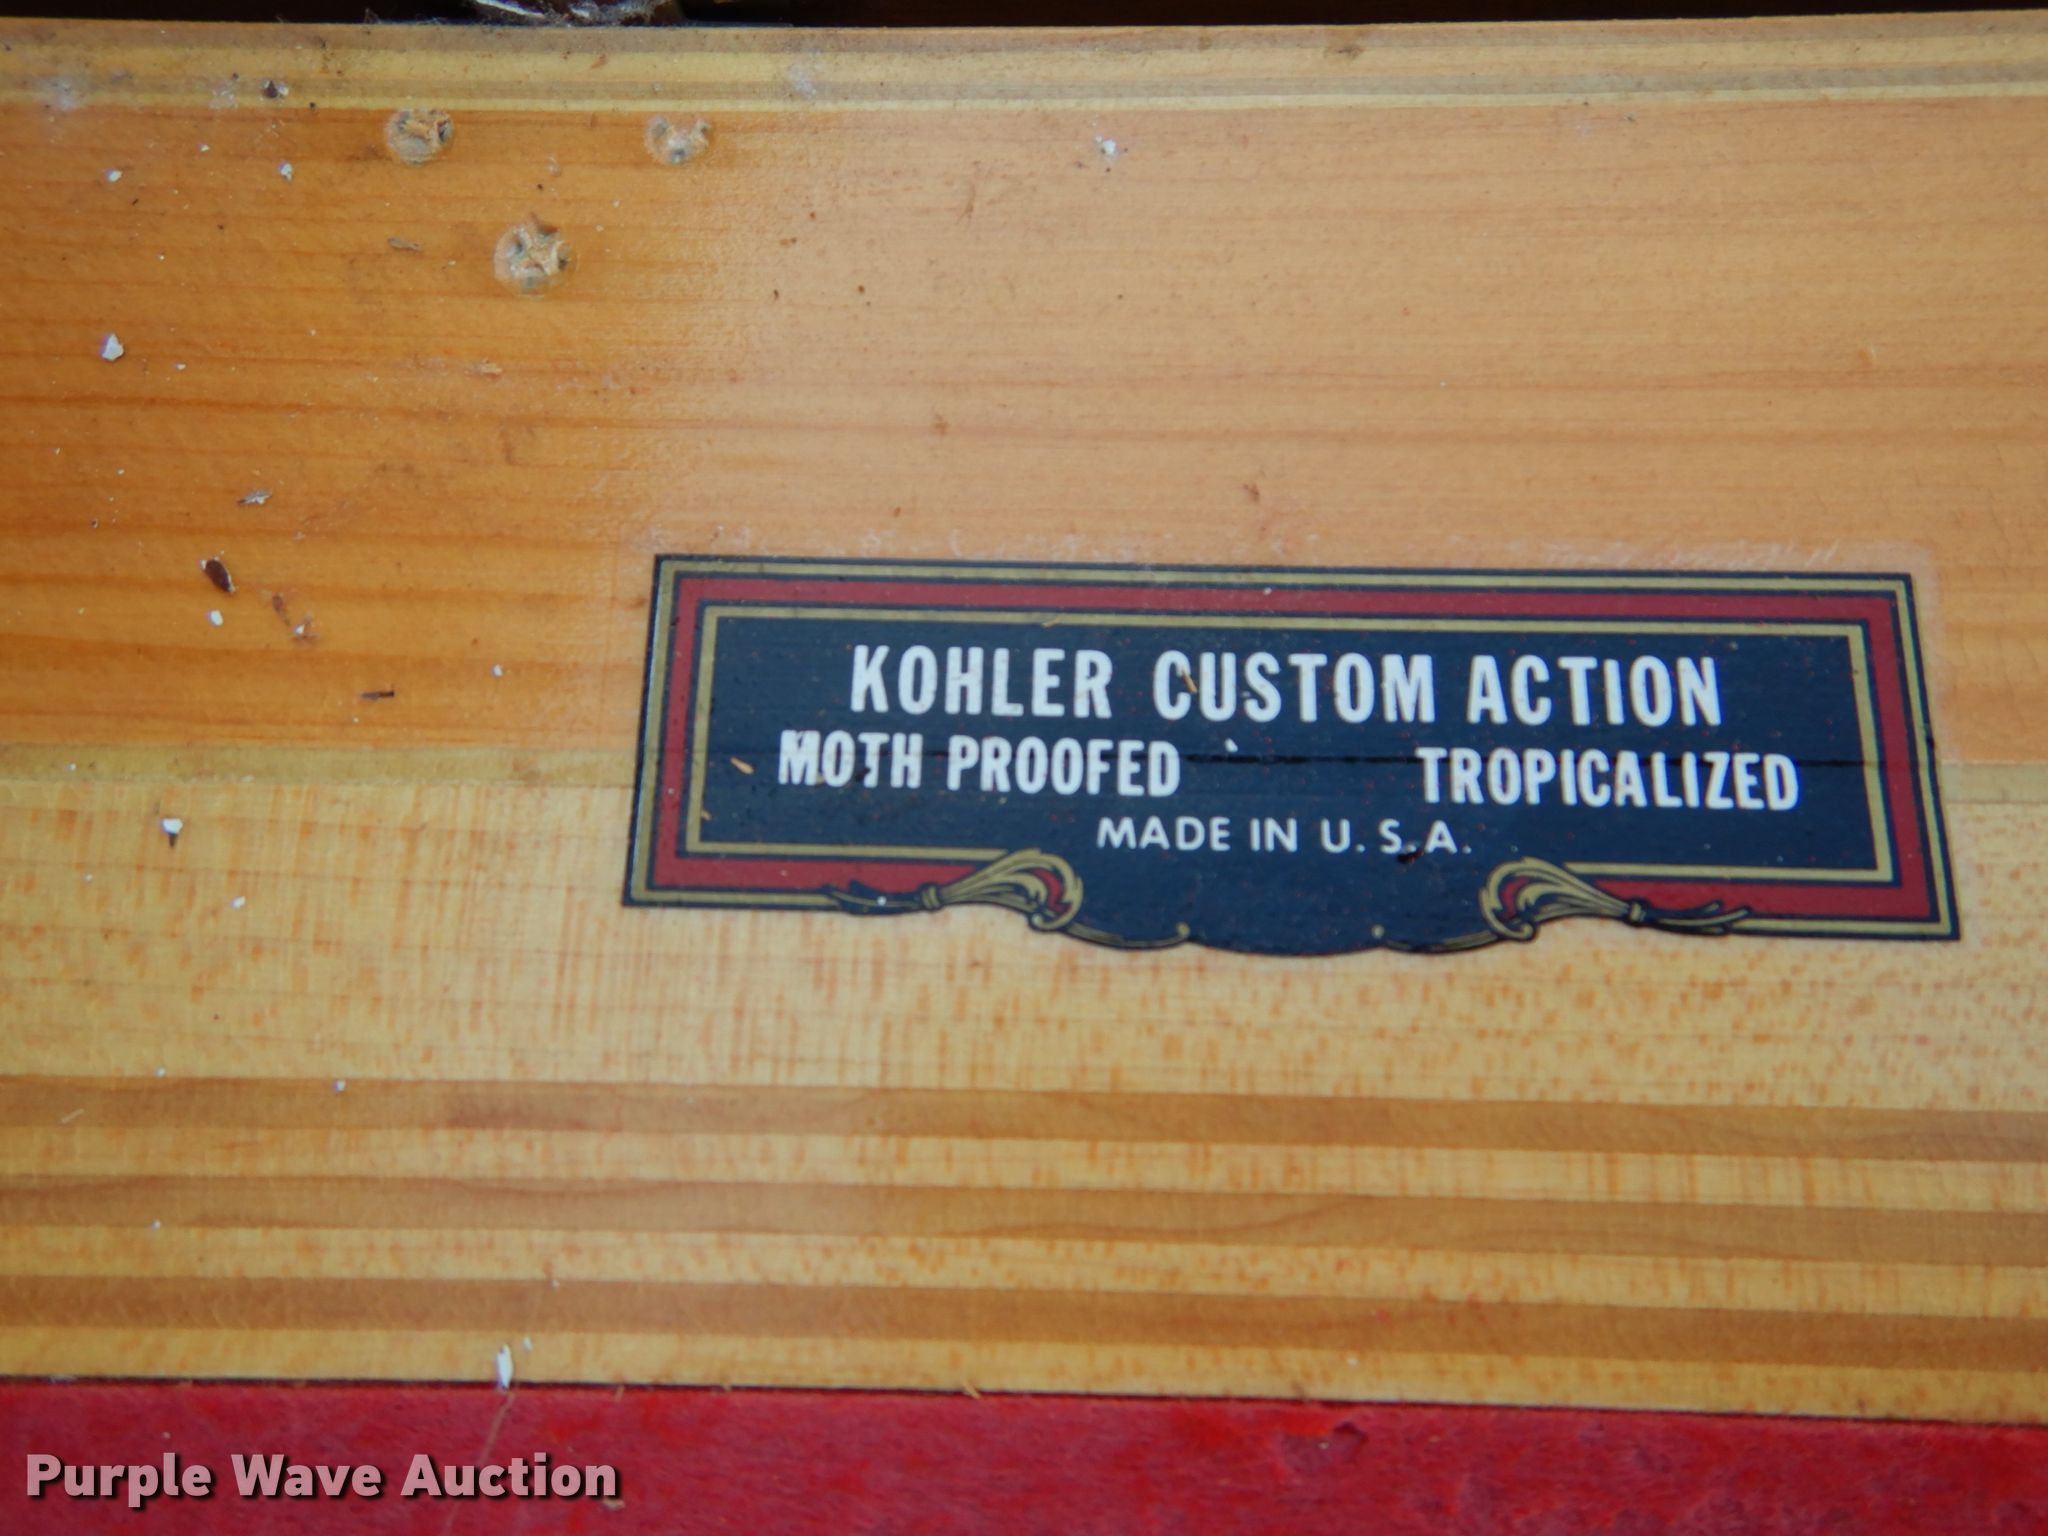 KOHLER CUSTOM ACTION
MOTH PROOFED TROPICALIZED
MADE IN U.S.A.
Purple Wave Auction